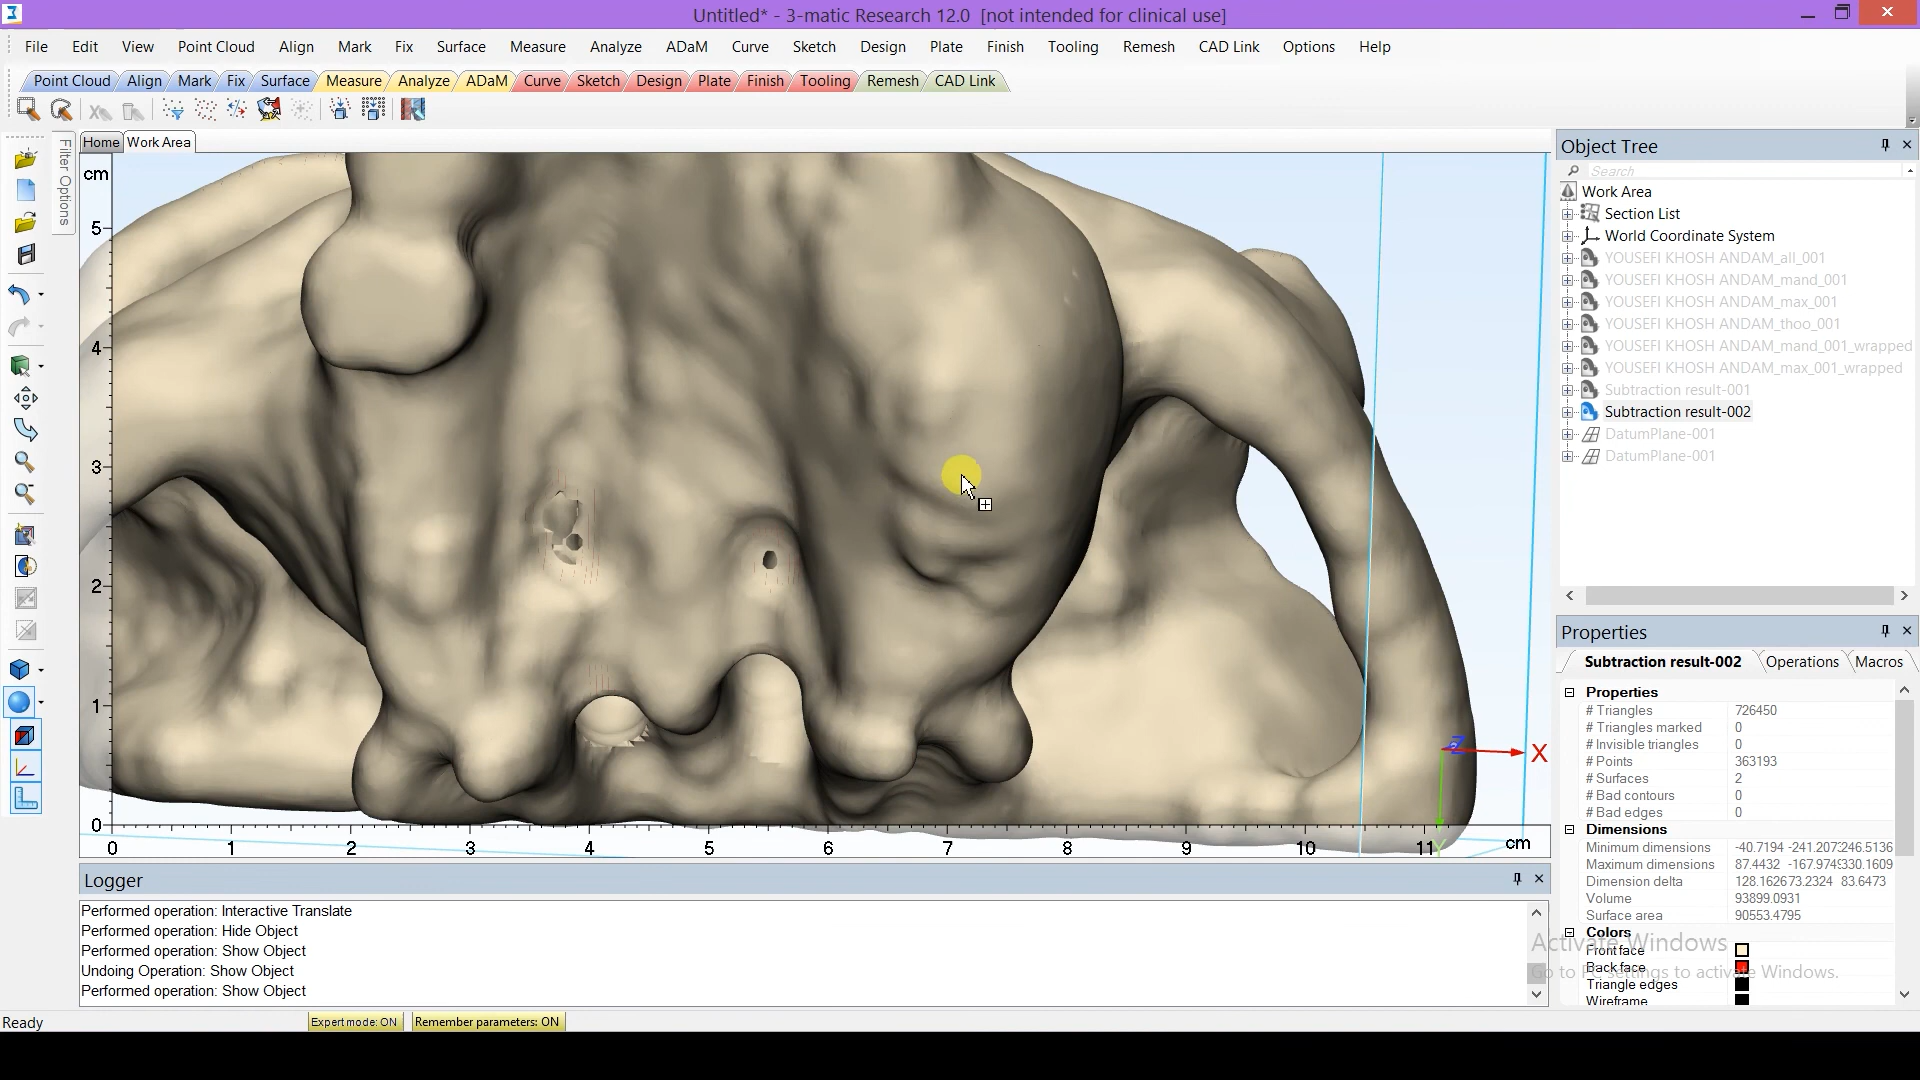 Untitled* - 3-matic Research 12.0 [not intended for clinical use]
File Edit View Point Cloud Align Mark Fix Surface Measure Analyze ADaM Curve Sketch Design Plate Finish Tooling Remesh CAD Link Options Help
Point Cloud Align Mark Fix Surface Measure Analyze ADaM Curve Sketch Design Plate Finish Tooling Remesh CAD Link
Home Work Area
Filter Options
cm
5
4
3
2
1
0
0 1 2 3 4 5 6 7 8 9 10 11 cm
Z
X
Y
Object Tree
Search
Work Area
Section List
World Coordinate System
YOUSEFI KHOSH ANDAM_all_001
YOUSEFI KHOSH ANDAM_mand_001
YOUSEFI KHOSH ANDAM_max_001
YOUSEFI KHOSH ANDAM_thoo_001
YOUSEFI KHOSH ANDAM_mand_001_wrapped
YOUSEFI KHOSH ANDAM_max_001_wrapped
Subtraction result-001
Subtraction result-002
DatumPlane-001
DatumPlane-001
Properties
Subtraction result-002 Operations Macros
Properties
# Triangles 726450
# Triangles marked 0
# Invisible triangles 0
# Points 363193
# Surfaces 2
# Bad contours 0
# Bad edges 0
Dimensions
Minimum dimensions -40.7194 -241.2073 246.5136
Maximum dimensions 87.4432 -167.9749 330.1609
Dimension delta 128.1626 73.2324 83.6473
Volume 93899.0931
Surface area 90553.4795
Colors
Front face
Back face
Triangle edges
Wireframe
Activate Windows
Go to PC settings to activate Windows.
Logger
Performed operation: Interactive Translate
Performed operation: Hide Object
Performed operation: Show Object
Undoing Operation: Show Object
Performed operation: Show Object
Ready Expert mode: ON Remember parameters: ON